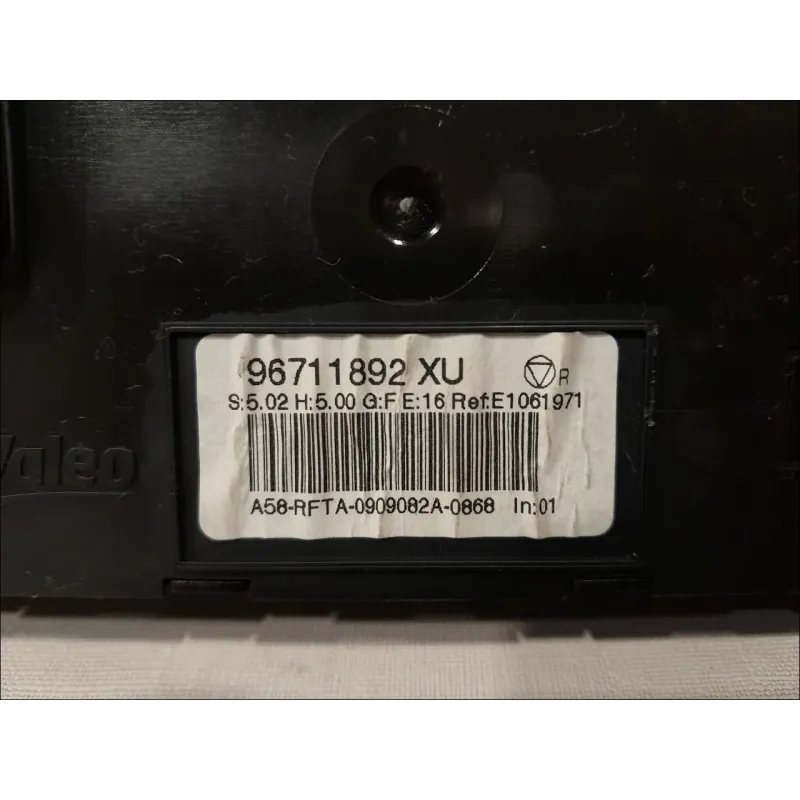 96711892 XU
R
S:5.02 H:5.00 G:F E:16 Ref:E1061971
Valeo
A58-RFTA-0909082A-0868 In:01